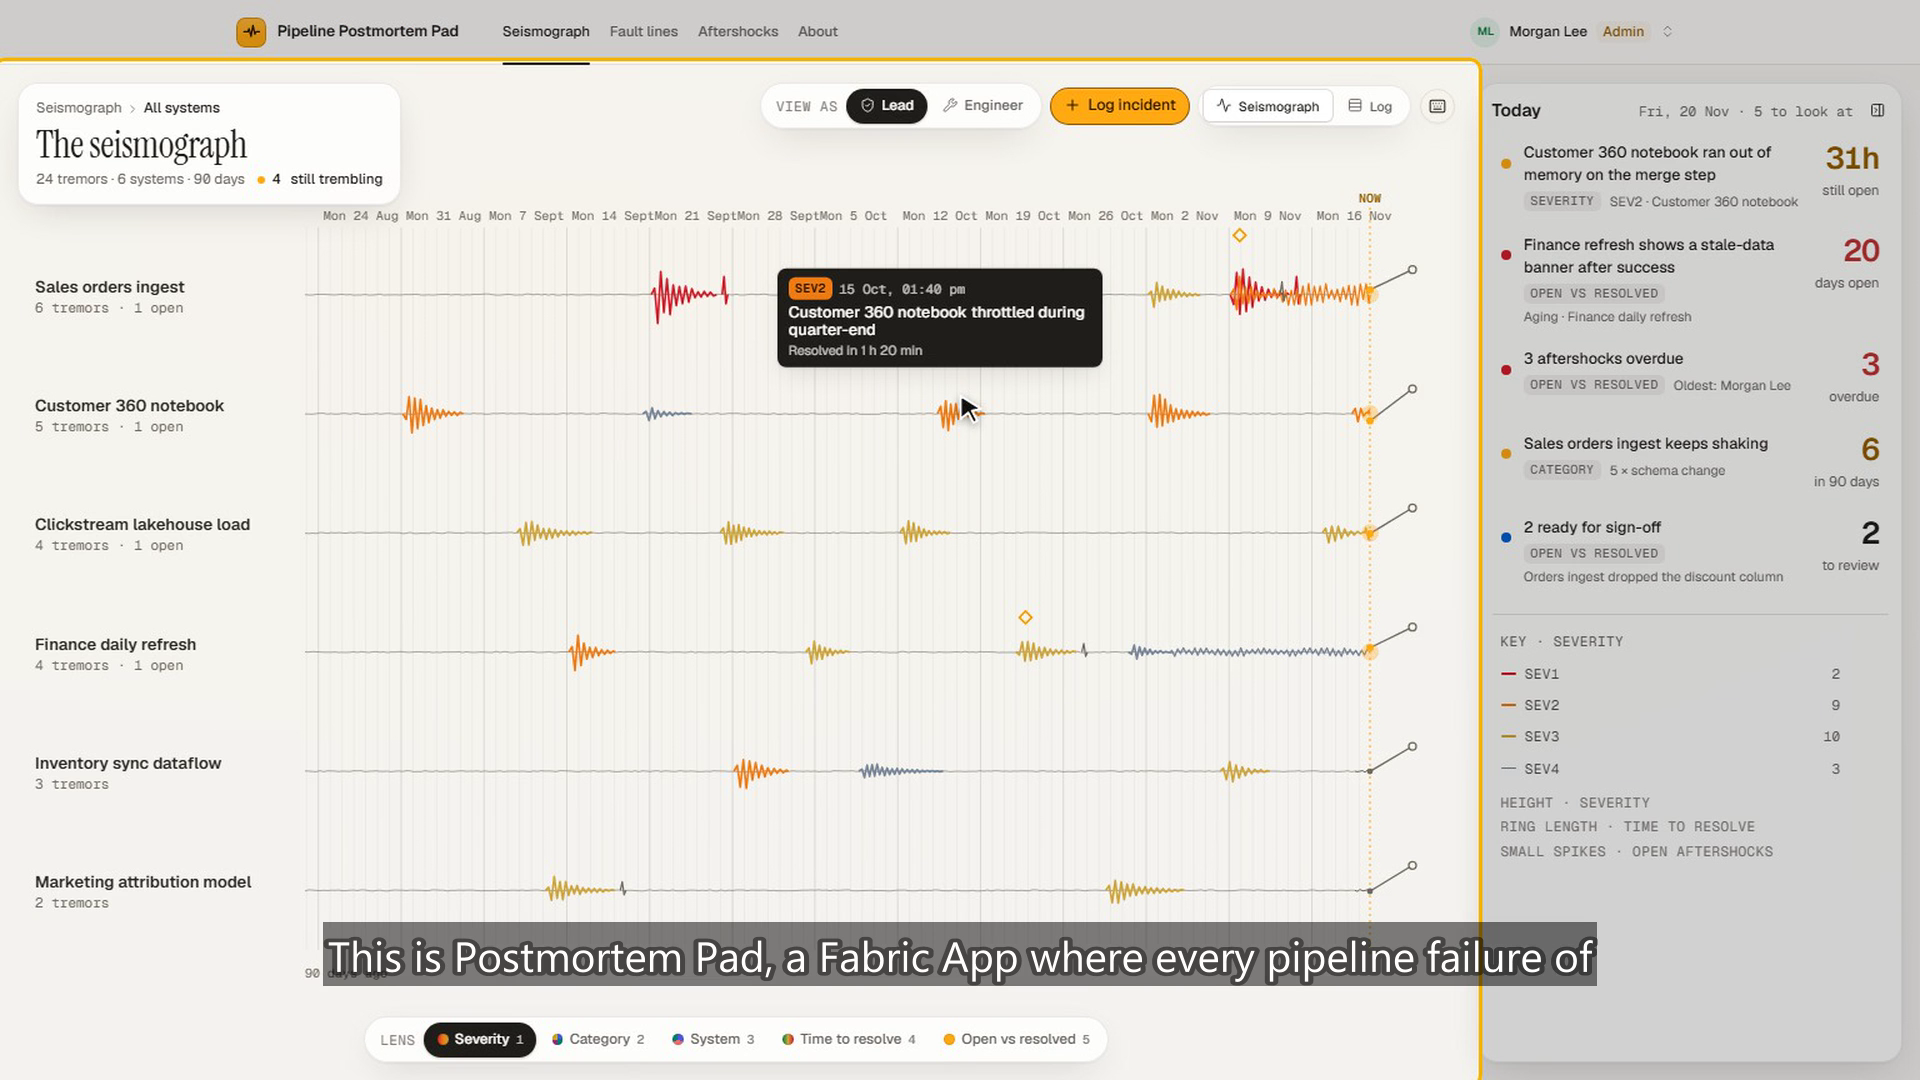 Pipeline Postmortem Pad
Seismograph
Fault lines
Aftershocks
About
ML
Morgan Lee
Admin
Seismograph › All systems
The seismograph
24 tremors · 6 systems · 90 days
4 still trembling
VIEW AS
Lead
Engineer
+ Log incident
Seismograph
Log
NOW
Mon 24 Aug
Mon 31 Aug
Mon 7 Sept
Mon 14 Sept
Mon 21 Sept
Mon 28 Sept
Mon 5 Oct
Mon 12 Oct
Mon 19 Oct
Mon 26 Oct
Mon 2 Nov
Mon 9 Nov
Mon 16 Nov
Sales orders ingest
6 tremors · 1 open
SEV2 15 Oct, 01:40 pm
Customer 360 notebook throttled during
quarter-end
Resolved in 1 h 20 min
Customer 360 notebook
5 tremors · 1 open
Clickstream lakehouse load
4 tremors · 1 open
Finance daily refresh
4 tremors · 1 open
Inventory sync dataflow
3 tremors
Marketing attribution model
2 tremors
90 days ago
This is Postmortem Pad, a Fabric App where every pipeline failure of
LENS
Severity 1
Category 2
System 3
Time to resolve 4
Open vs resolved 5
Today
Fri, 20 Nov · 5 to look at
Customer 360 notebook ran out of
memory on the merge step
SEVERITY SEV2 · Customer 360 notebook
31h
still open
Finance refresh shows a stale-data
banner after success
OPEN VS RESOLVED
Aging · Finance daily refresh
20
days open
3 aftershocks overdue
OPEN VS RESOLVED Oldest: Morgan Lee
3
overdue
Sales orders ingest keeps shaking
CATEGORY 5 × schema change
6
in 90 days
2 ready for sign-off
OPEN VS RESOLVED
Orders ingest dropped the discount column
2
to review
KEY · SEVERITY
SEV1 2
SEV2 9
SEV3 10
SEV4 3
HEIGHT · SEVERITY
RING LENGTH · TIME TO RESOLVE
SMALL SPIKES · OPEN AFTERSHOCKS